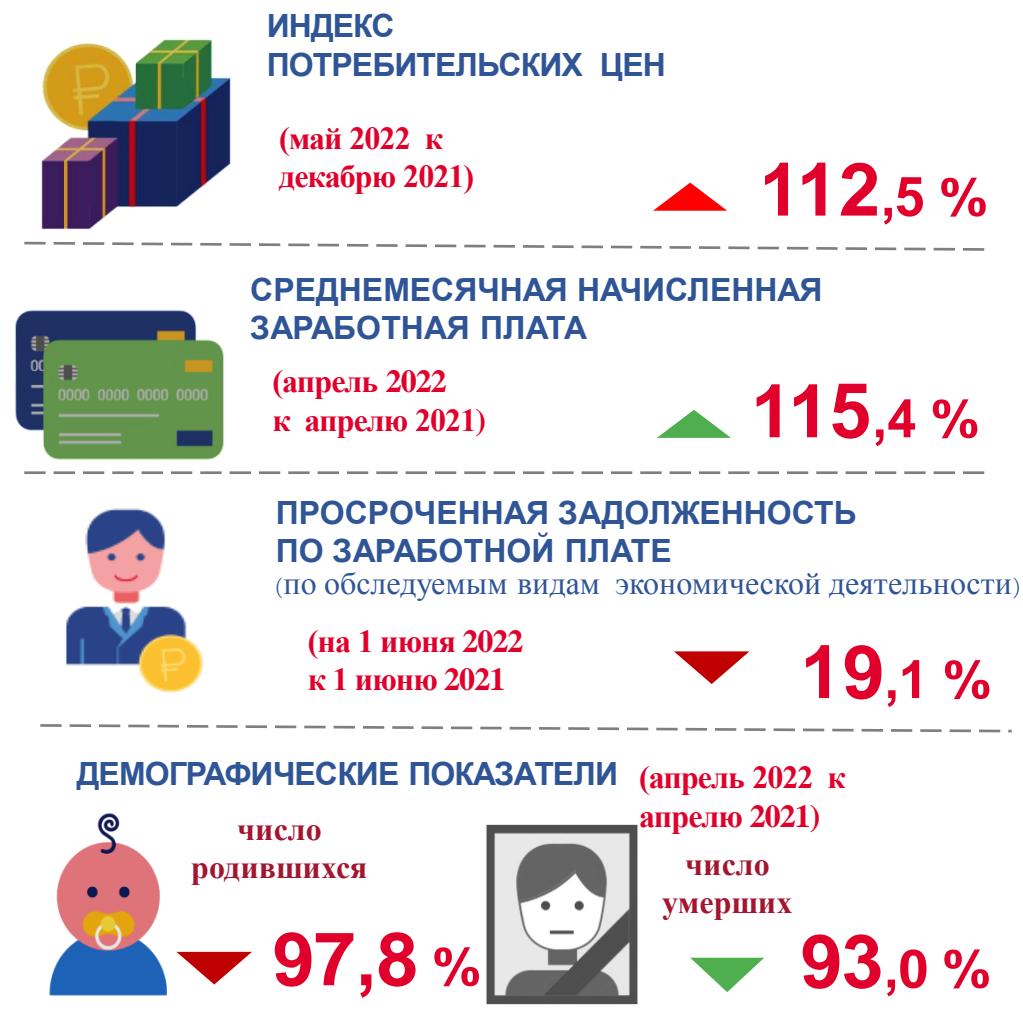 ИНДЕКС
ПОТРЕБИТЕЛЬСКИХ ЦЕН
(май 2022 к
декабрю 2021)
112,5 %
СРЕДНЕМЕСЯЧНАЯ НАЧИСЛЕННАЯ
ЗАРАБОТНАЯ ПЛАТА
00
0000 0000 0000 0000
(апрель 2022
к апрелю 2021)
115,4 %
ПРОСРОЧЕННАЯ ЗАДОЛЖЕННОСТЬ
ПО ЗАРАБОТНОЙ ПЛАТЕ
(по обследуемым видам экономической деятельности)
(на 1 июня 2022
к 1 июню 2021
19,1 %
ДЕМОГРАФИЧЕСКИЕ ПОКАЗАТЕЛИ
(апрель 2022 к
апрелю 2021)
число
родившихся
97,8 %
число
умерших
93,0 %